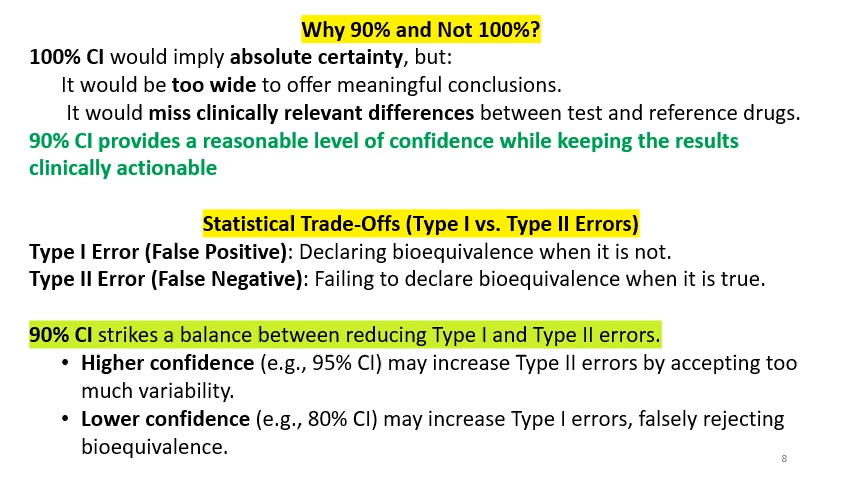 Why 90% and Not 100%?
100% CI would imply absolute certainty, but:
It would be too wide to offer meaningful conclusions.
It would miss clinically relevant differences between test and reference drugs.
90% CI provides a reasonable level of confidence while keeping the results
clinically actionable
Statistical Trade-Offs (Type I vs. Type II Errors)
Type I Error (False Positive): Declaring bioequivalence when it is not.
Type II Error (False Negative): Failing to declare bioequivalence when it is true.
90% CI strikes a balance between reducing Type I and Type II errors.
• Higher confidence (e.g., 95% CI) may increase Type II errors by accepting too
much variability.
• Lower confidence (e.g., 80% CI) may increase Type I errors, falsely rejecting
bioequivalence.
8